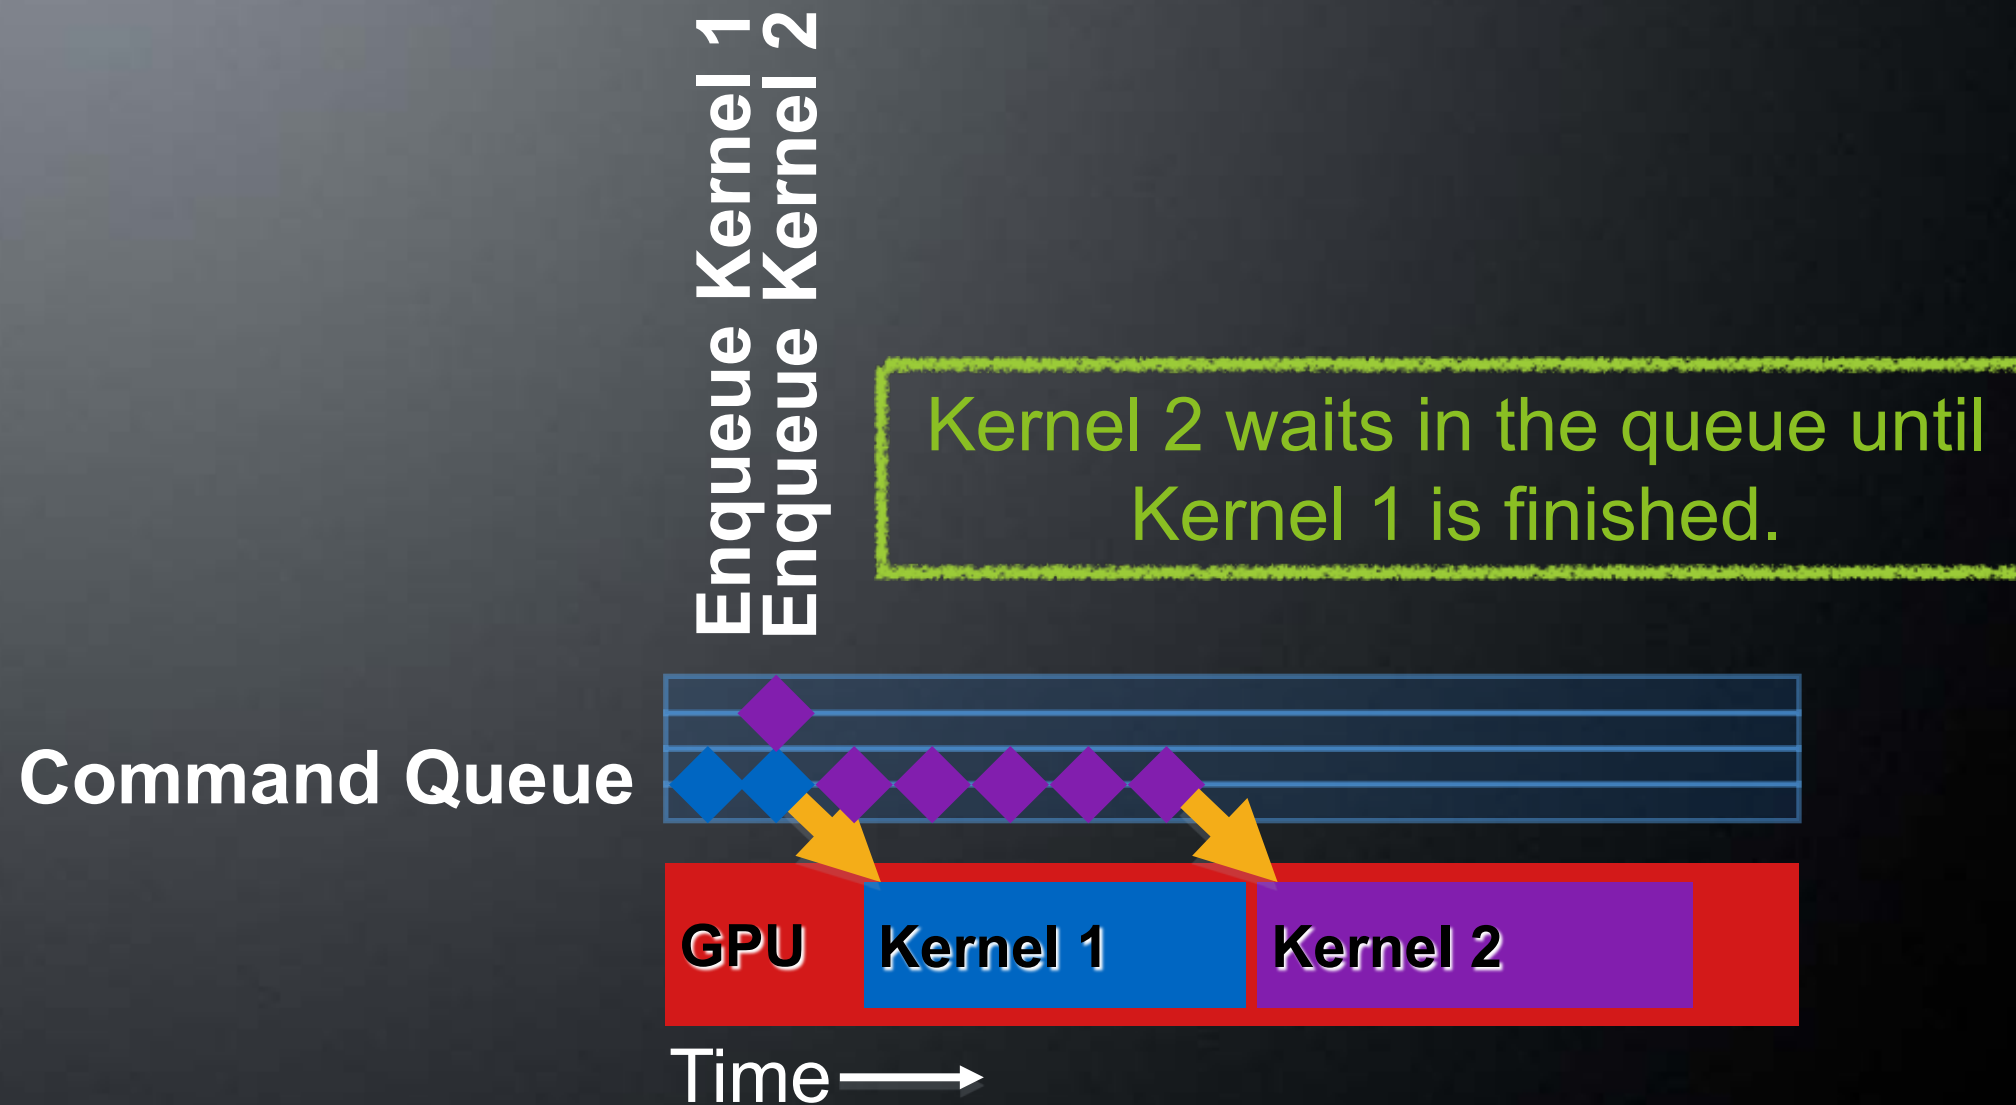 Enqueue Kernel 1
Enqueue Kernel 2
Kernel 2 waits in the queue until
Kernel 1 is finished.
Command Queue
GPU
Kernel 1
Kernel 2
Time